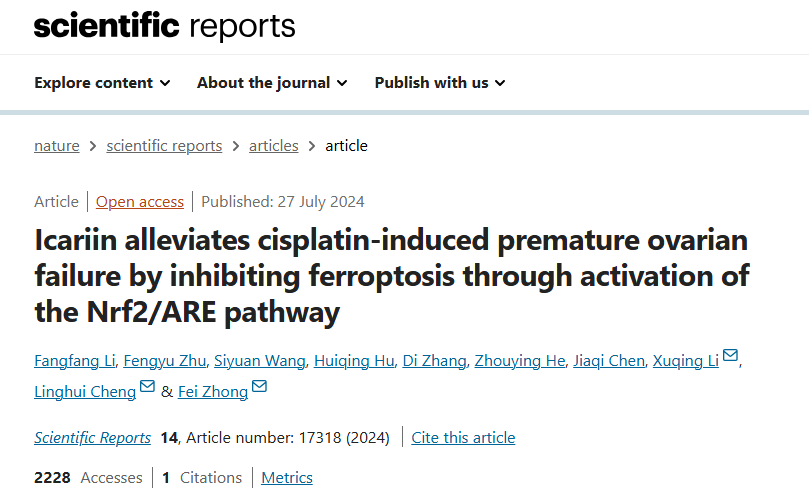 scientific reports
Explore content About the journal Publish with us
nature > scientific reports > articles > article
Article | Open access | Published: 27 July 2024
Icariin alleviates cisplatin-induced premature ovarian
failure by inhibiting ferroptosis through activation of
the Nrf2/ARE pathway
Fangfang Li, Fengyu Zhu, Siyuan Wang, Huiqing Hu, Di Zhang, Zhouying He, Jiaqi Chen, Xuqing Li,
Linghui Cheng & Fei Zhong
Scientific Reports 14, Article number: 17318 (2024) | Cite this article
2228 Accesses | 1 Citations | Metrics